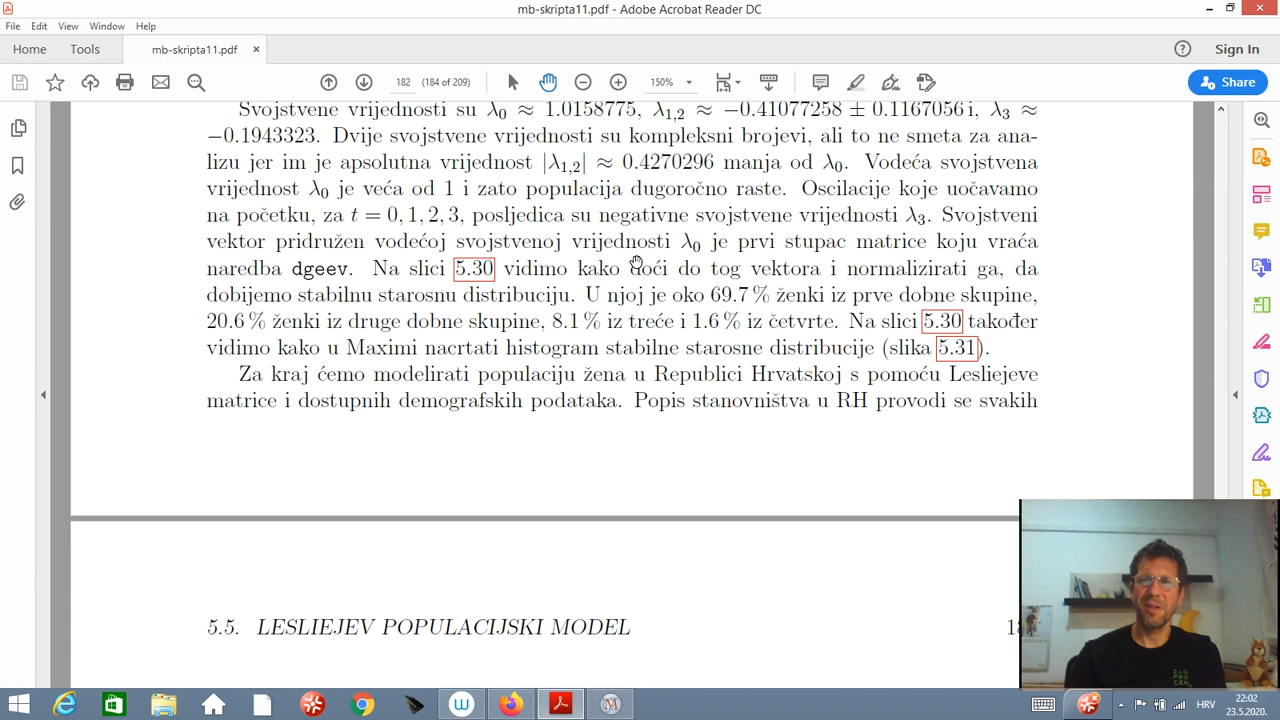 mb-skripta11.pdf - Adobe Acrobat Reader DC
File Edit View Window Help
Home Tools mb-skripta11.pdf × Sign In
182 (184 of 209) 150% Share
Svojstvene vrijednosti su λ0 ≈ 1.0158775, λ1,2 ≈ −0.41077258 ± 0.1167056 i, λ3 ≈
−0.1943323. Dvije svojstvene vrijednosti su kompleksni brojevi, ali to ne smeta za ana-
lizu jer im je apsolutna vrijednost |λ1,2| ≈ 0.4270296 manja od λ0. Vodeća svojstvena
vrijednost λ0 je veća od 1 i zato populacija dugoročno raste. Oscilacije koje uočavamo
na početku, za t = 0, 1, 2, 3, posljedica su negativne svojstvene vrijednosti λ3. Svojstveni
vektor pridružen vodećoj svojstvenoj vrijednosti λ0 je prvi stupac matrice koju vraća
naredba dgeev. Na slici 5.30 vidimo kako doći do tog vektora i normalizirati ga, da
dobijemo stabilnu starosnu distribuciju. U njoj je oko 69.7 % ženki iz prve dobne skupine,
20.6 % ženki iz druge dobne skupine, 8.1 % iz treće i 1.6 % iz četvrte. Na slici 5.30 također
vidimo kako u Maximi nacrtati histogram stabilne starosne distribucije (slika 5.31).
Za kraj ćemo modelirati populaciju žena u Republici Hrvatskoj s pomoću Lesliejeve
matrice i dostupnih demografskih podataka. Popis stanovništva u RH provodi se svakih
5.5. LESLIEJEV POPULACIJSKI MODEL
HRV 22:02
23.5.2020.